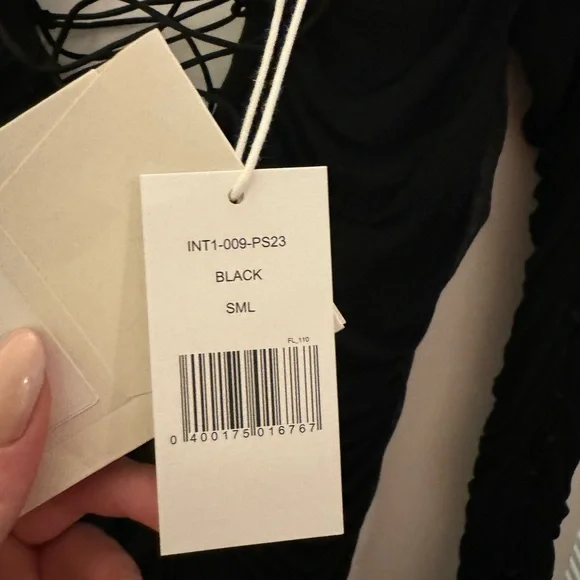 INT1-009-PS23
BLACK
SML
FL_110
0 400175 016767